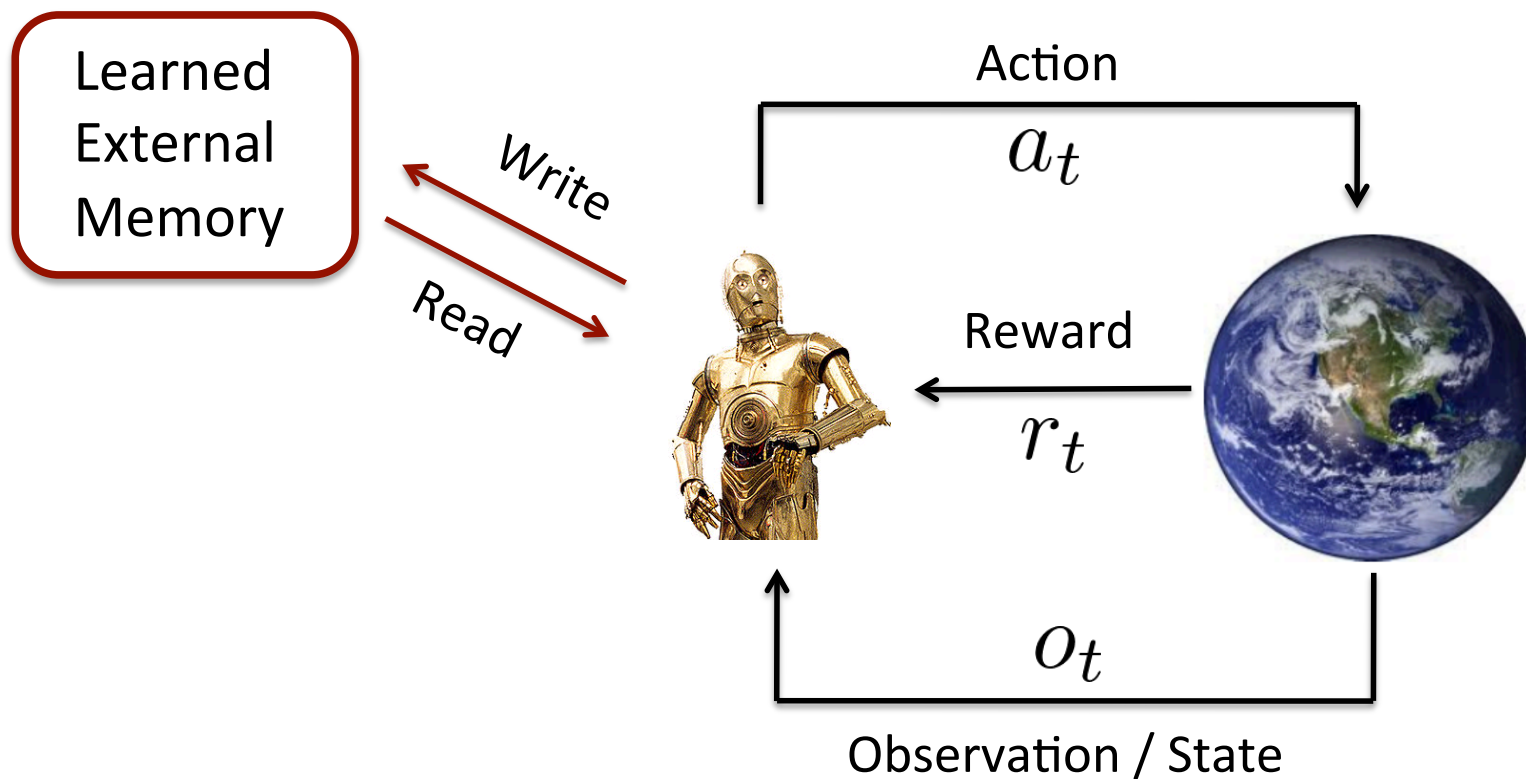 Learned
External
Memory
Write
Read
Action
a_t
Reward
r_t
o_t
Observation / State